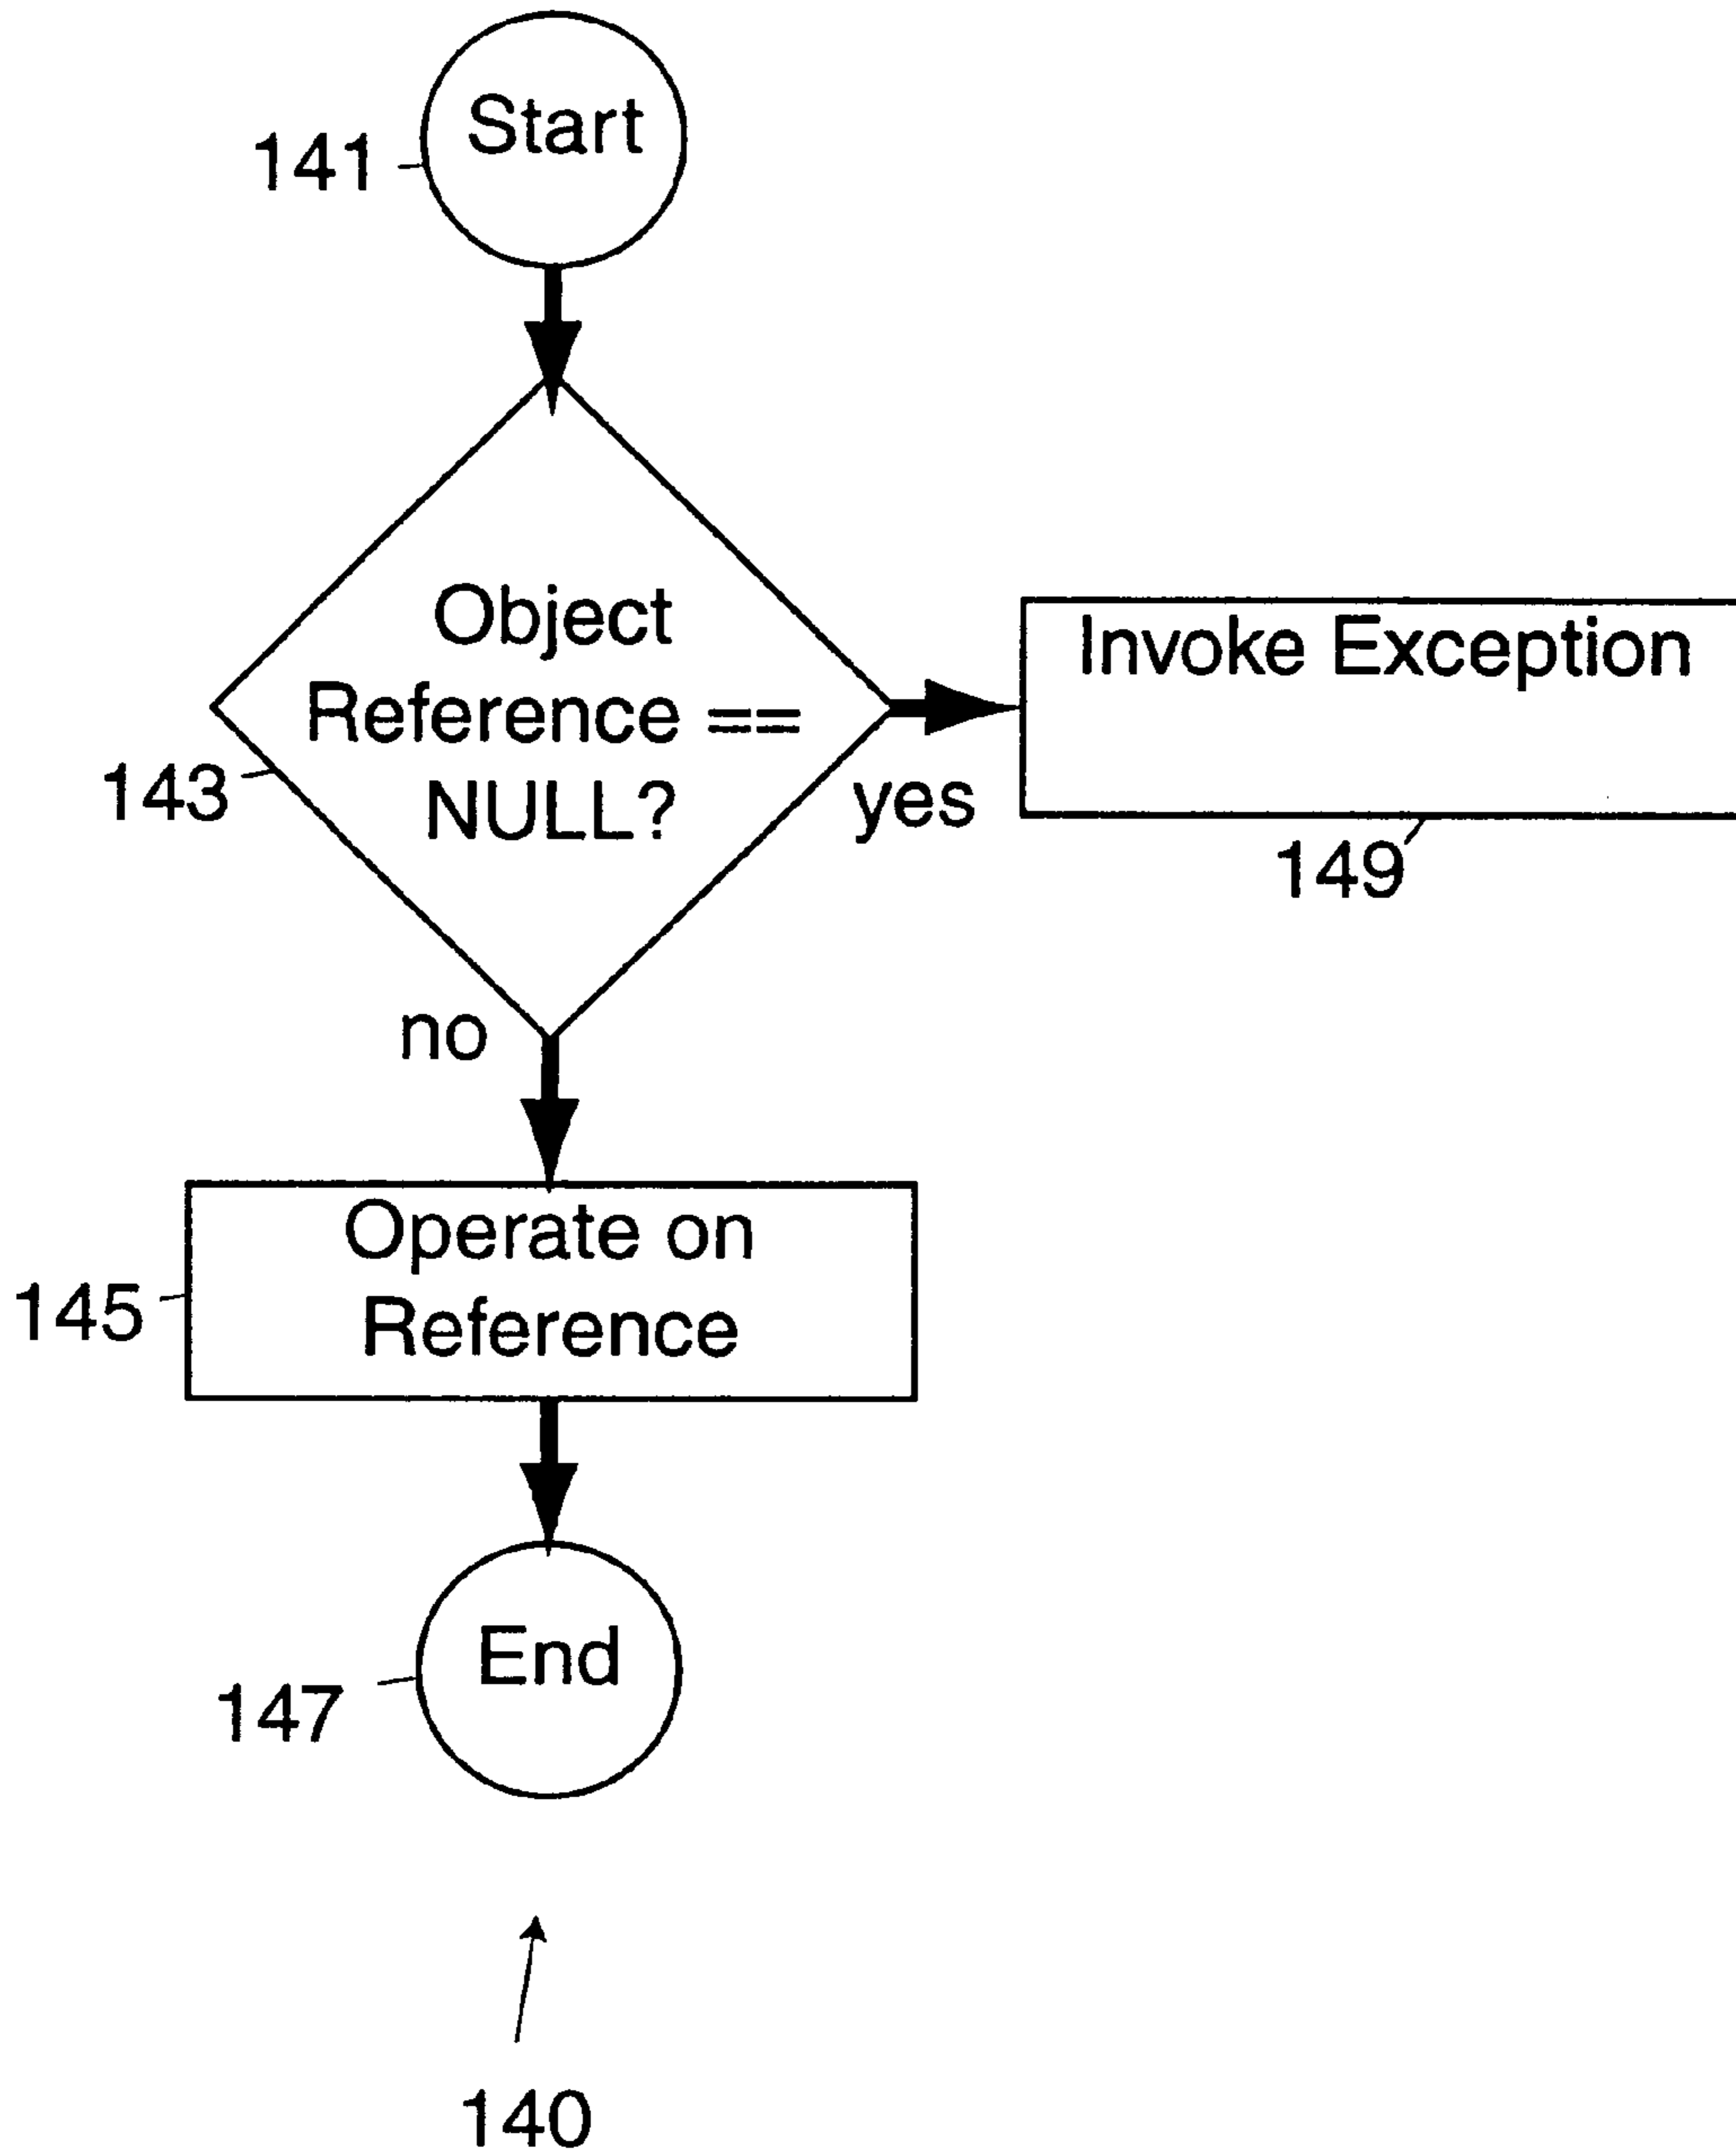 Start
141
Object
Reference ==
NULL?
143
yes
Invoke Exception
149
no
Operate on
Reference
145
End
147
140